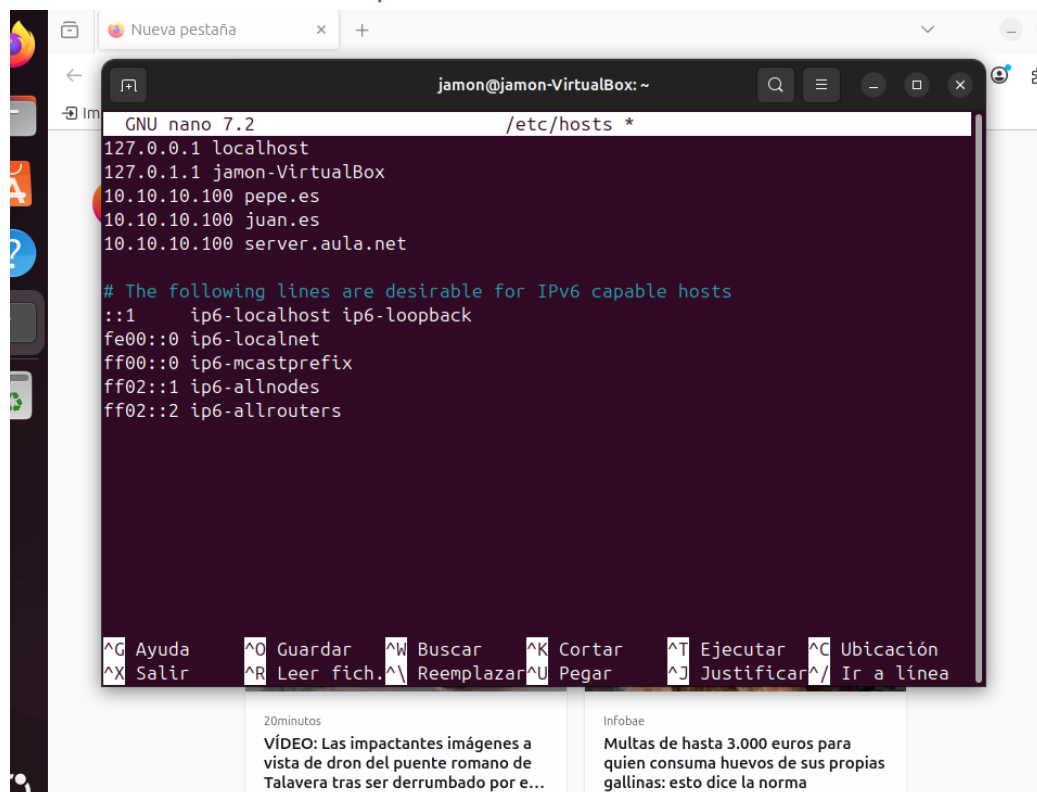 Nueva pestaña
Im
jamon@jamon-VirtualBox: ~
GNU nano 7.2 /etc/hosts *
127.0.0.1 localhost
127.0.1.1 jamon-VirtualBox
10.10.10.100 pepe.es
10.10.10.100 juan.es
10.10.10.100 server.aula.net
# The following lines are desirable for IPv6 capable hosts
::1 ip6-localhost ip6-loopback
fe00::0 ip6-localnet
ff00::0 ip6-mcastprefix
ff02::1 ip6-allnodes
ff02::2 ip6-allrouters
^G Ayuda ^O Guardar ^W Buscar ^K Cortar ^T Ejecutar ^C Ubicación
^X Salir ^R Leer fich. ^\ Reemplazar ^U Pegar ^J Justificar ^/ Ir a línea
20minutos
VÍDEO: Las impactantes imágenes a
vista de dron del puente romano de
Talavera tras ser derrumbado por e...
Infobae
Multas de hasta 3.000 euros para
quien consuma huevos de sus propias
gallinas: esto dice la norma